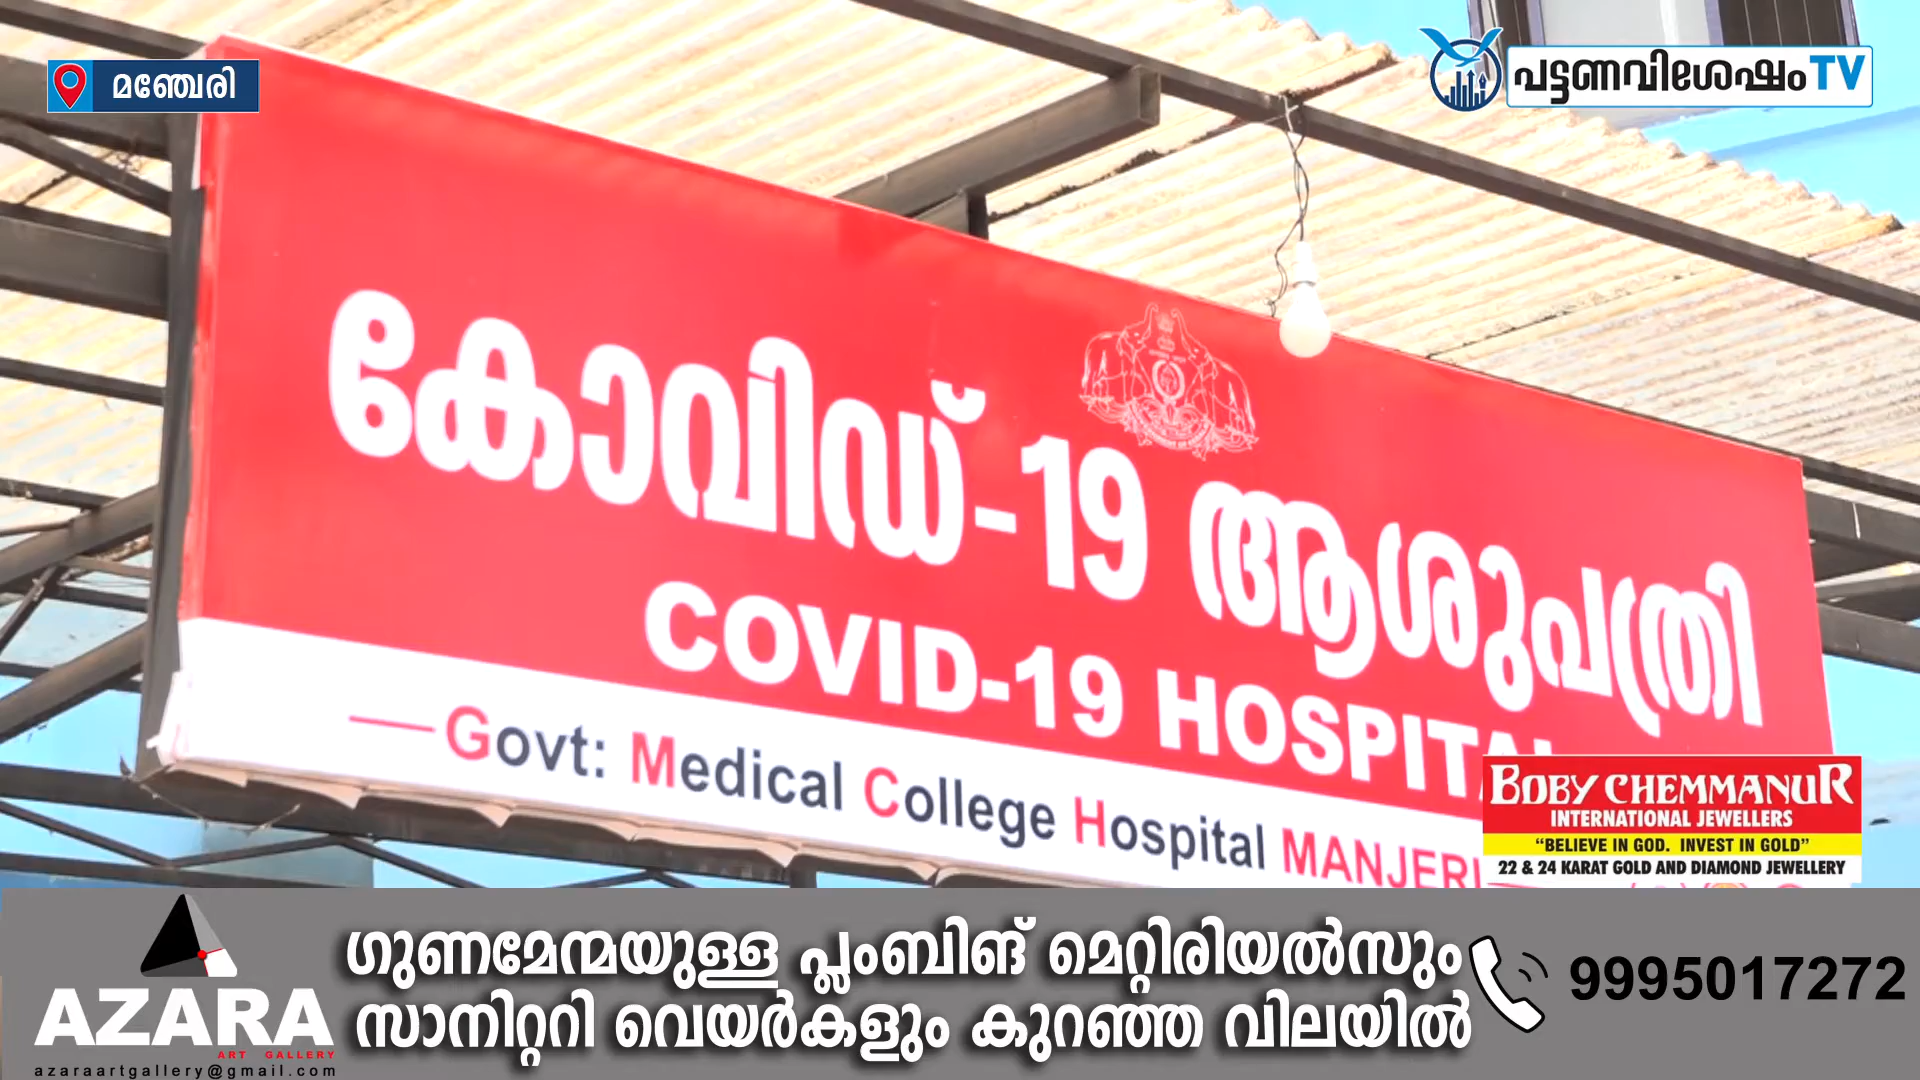 മഞ്ചേരി
പട്ടണവിശേഷംTV
കോവിഡ്-19 ആശുപത്രി
COVID-19 HOSPITAL
Govt: Medical College Hospital MANJERI
BOBY CHEMMANUR
INTERNATIONAL JEWELLERS
“BELIEVE IN GOD. INVEST IN GOLD”
22 & 24 KARAT GOLD AND DIAMOND JEWELLERY
AZARA
ART GALLERY
azaraartgallery@gmail.com
ഗുണമേന്മയുള്ള പ്ലംബിങ് മെറ്റിരിയൽസും
സാനിറ്ററി വെയർകളും കുറഞ്ഞ വിലയിൽ
9995017272